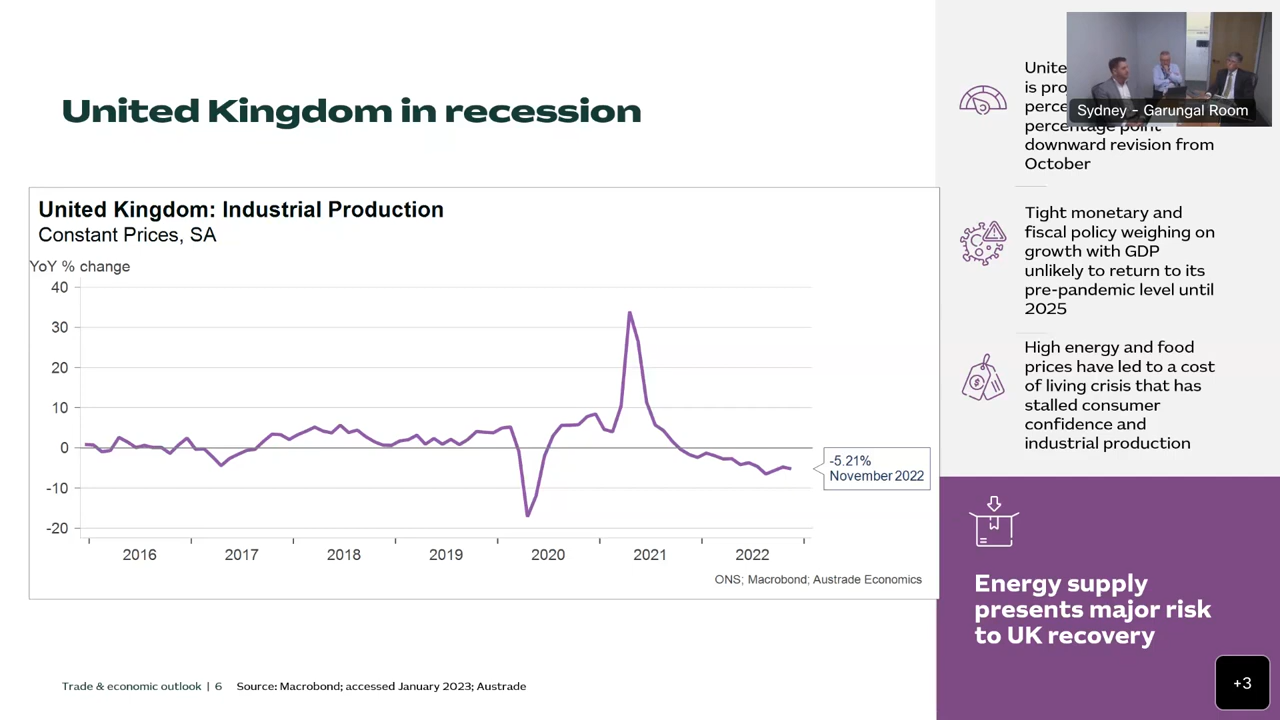 United Kingdom in recession
United Kingdom: Industrial Production
Constant Prices, SA
YoY % change
40
30
20
10
0
-10
-20
2016 2017 2018 2019 2020 2021 2022
-5.21%
November 2022
ONS; Macrobond; Austrade Economics
Trade & economic outlook | 6 Source: Macrobond; accessed January 2023; Austrade
Sydney - Garungal Room
is
percentage point
downward revision from
October
Tight monetary and
fiscal policy weighing on
growth with GDP
unlikely to return to its
pre-pandemic level until
2025
High energy and food
prices have led to a cost
of living crisis that has
stalled consumer
confidence and
industrial production
Energy supply
presents major risk
to UK recovery
+3